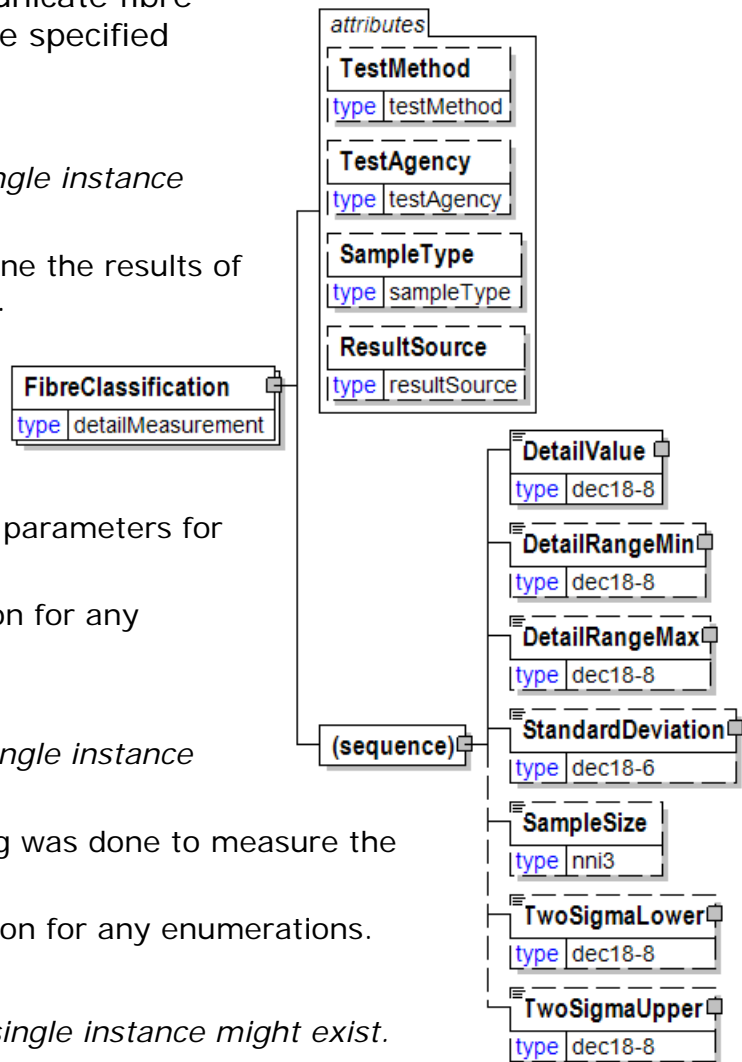 unicate fibre
e specified
ngle instance
ne the results of
.
parameters for
on for any
ngle instance
g was done to measure the
on for any enumerations.
single instance might exist.
FibreClassification
type detailMeasurement
attributes
TestMethod
type testMethod
TestAgency
type testAgency
SampleType
type sampleType
ResultSource
type resultSource
(sequence)
DetailValue
type dec18-8
DetailRangeMin
type dec18-8
DetailRangeMax
type dec18-8
StandardDeviation
type dec18-6
SampleSize
type nni3
TwoSigmaLower
type dec18-8
TwoSigmaUpper
type dec18-8